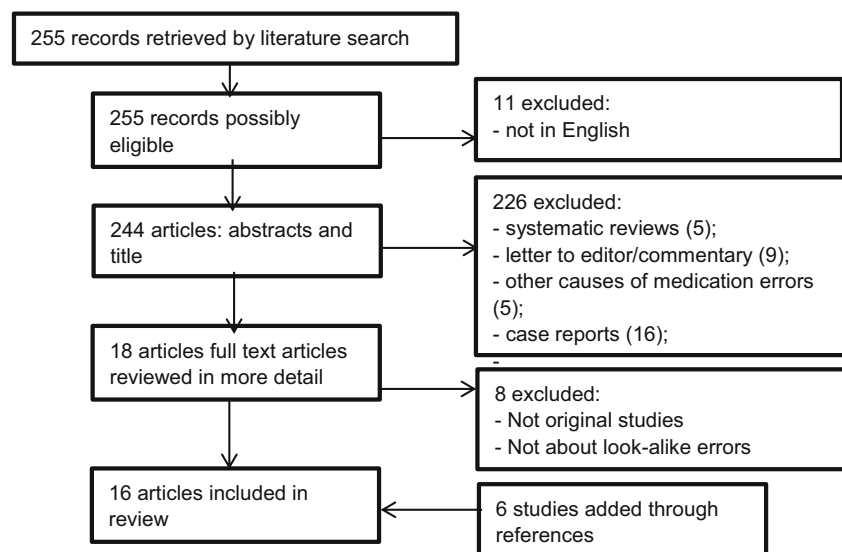 255 records retrieved by literature search
255 records possibly
eligible
11 excluded:
- not in English
244 articles: abstracts and
title
226 excluded:
- systematic reviews (5);
- letter to editor/commentary (9);
- other causes of medication errors
(5);
- case reports (16);
-
18 articles full text articles
reviewed in more detail
8 excluded:
- Not original studies
- Not about look-alike errors
16 articles included in
review
6 studies added through
references